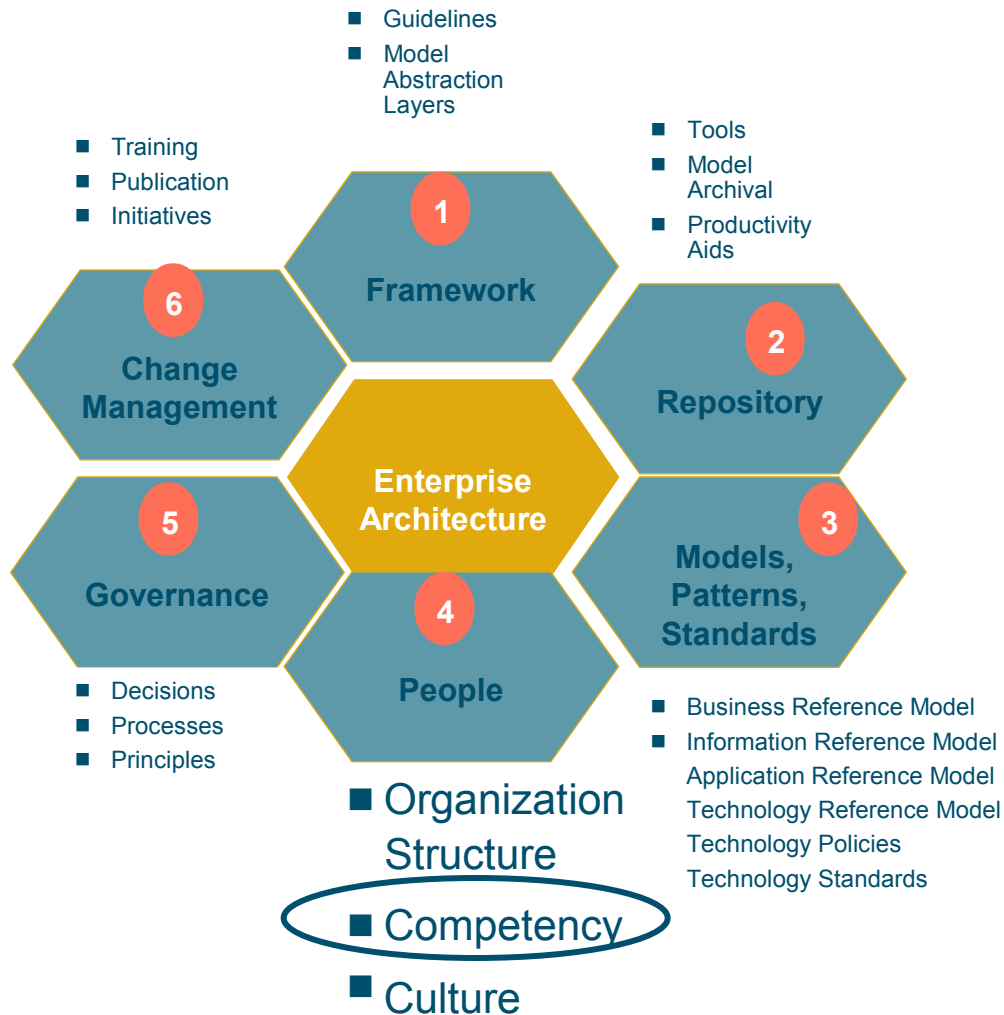 ■ Guidelines
■ Model
Abstraction
Layers
■ Training
■ Publication
■ Initiatives
■ Tools
■ Model
Archival
■ Productivity
Aids
1
Framework
6
Change
Management
2
Repository
Enterprise
Architecture
5
Governance
3
Models,
Patterns,
Standards
4
People
■ Decisions
■ Processes
■ Principles
■ Business Reference Model
■ Information Reference Model
Application Reference Model
Technology Reference Model
Technology Policies
Technology Standards
■ Organization
Structure
■ Competency
■ Culture